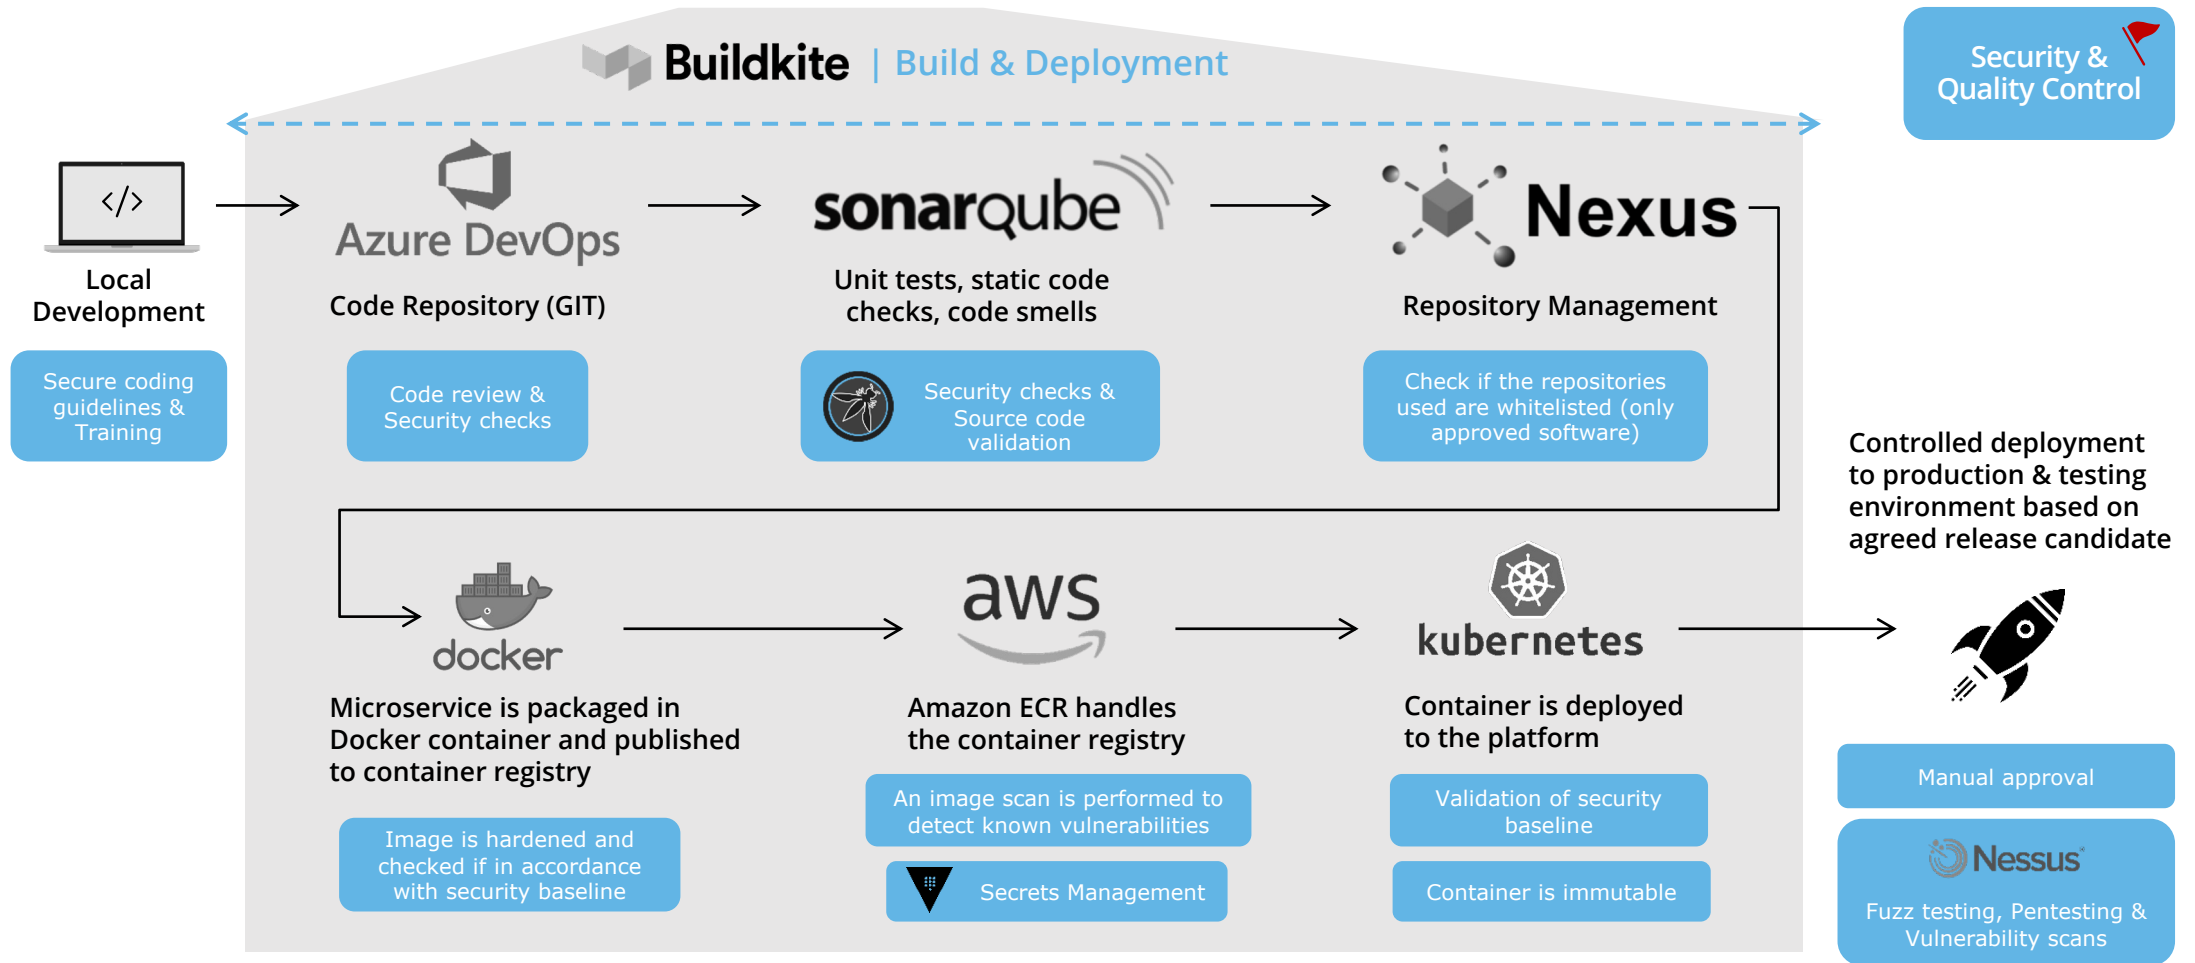 Buildkite | Build & Deployment
Security &
Quality Control
</>
Local
Development
Secure coding
guidelines &
Training
Azure DevOps
Code Repository (GIT)
Code review &
Security checks
sonarqube
Unit tests, static code
checks, code smells
Security checks &
Source code
validation
Nexus
Repository Management
Check if the repositories
used are whitelisted (only
approved software)
docker
Microservice is packaged in
Docker container and published
to container registry
Image is hardened and
checked if in accordance
with security baseline
aws
Amazon ECR handles
the container registry
An image scan is performed to
detect known vulnerabilities
Secrets Management
kubernetes
Container is deployed
to the platform
Validation of security
baseline
Container is immutable
Controlled deployment
to production & testing
environment based on
agreed release candidate
Manual approval
Nessus®
Fuzz testing, Pentesting &
Vulnerability scans